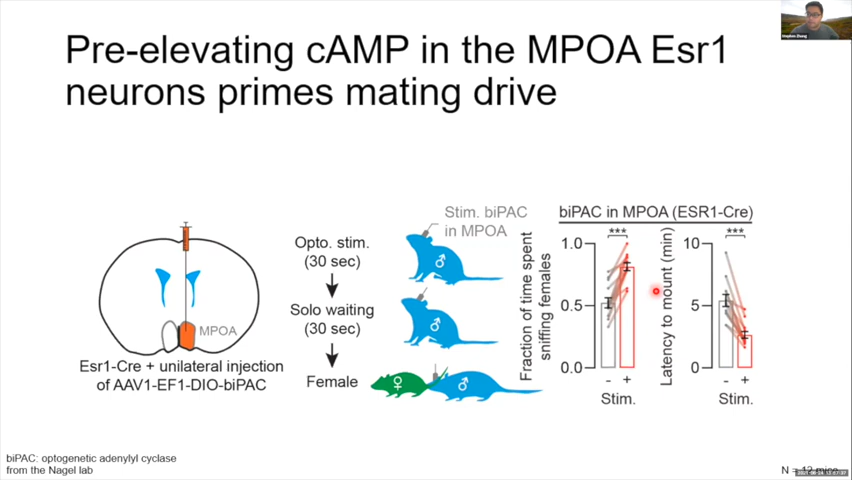 Pre-elevating cAMP in the MPOA Esr1
neurons primes mating drive
MPOA
Esr1-Cre + unilateral injection
of AAV1-EF1-DIO-biPAC
Opto. stim.
(30 sec)
Solo waiting
(30 sec)
Female
Stim. biPAC
in MPOA
♂
♂
♀
♂
biPAC in MPOA (ESR1-Cre)
Fraction of time spent
sniffing females
1.0
0.5
0.0
***
- +
Stim.
Latency to mount (min)
10
5
0
***
- +
Stim.
biPAC: optogenetic adenylyl cyclase
from the Nagel lab
N = 12 mice